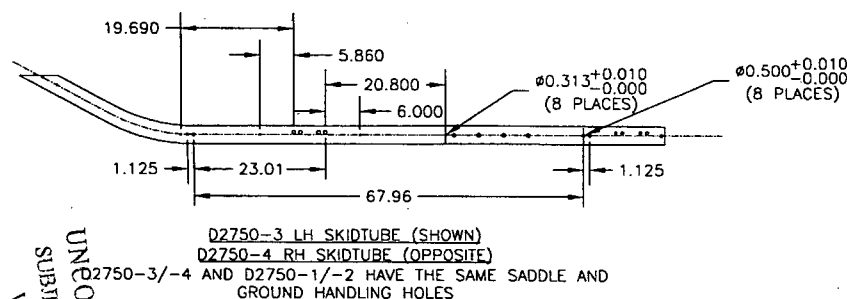 19.690
5.860
20.800
6.000
ø0.313 +0.010 -0.000
(8 PLACES)
ø0.500 +0.010 -0.000
(8 PLACES)
1.125
23.01
1.125
67.96
D2750-3 LH SKIDTUBE (SHOWN)
D2750-4 RH SKIDTUBE (OPPOSITE)
D2750-3/-4 AND D2750-1/-2 HAVE THE SAME SADDLE AND
GROUND HANDLING HOLES